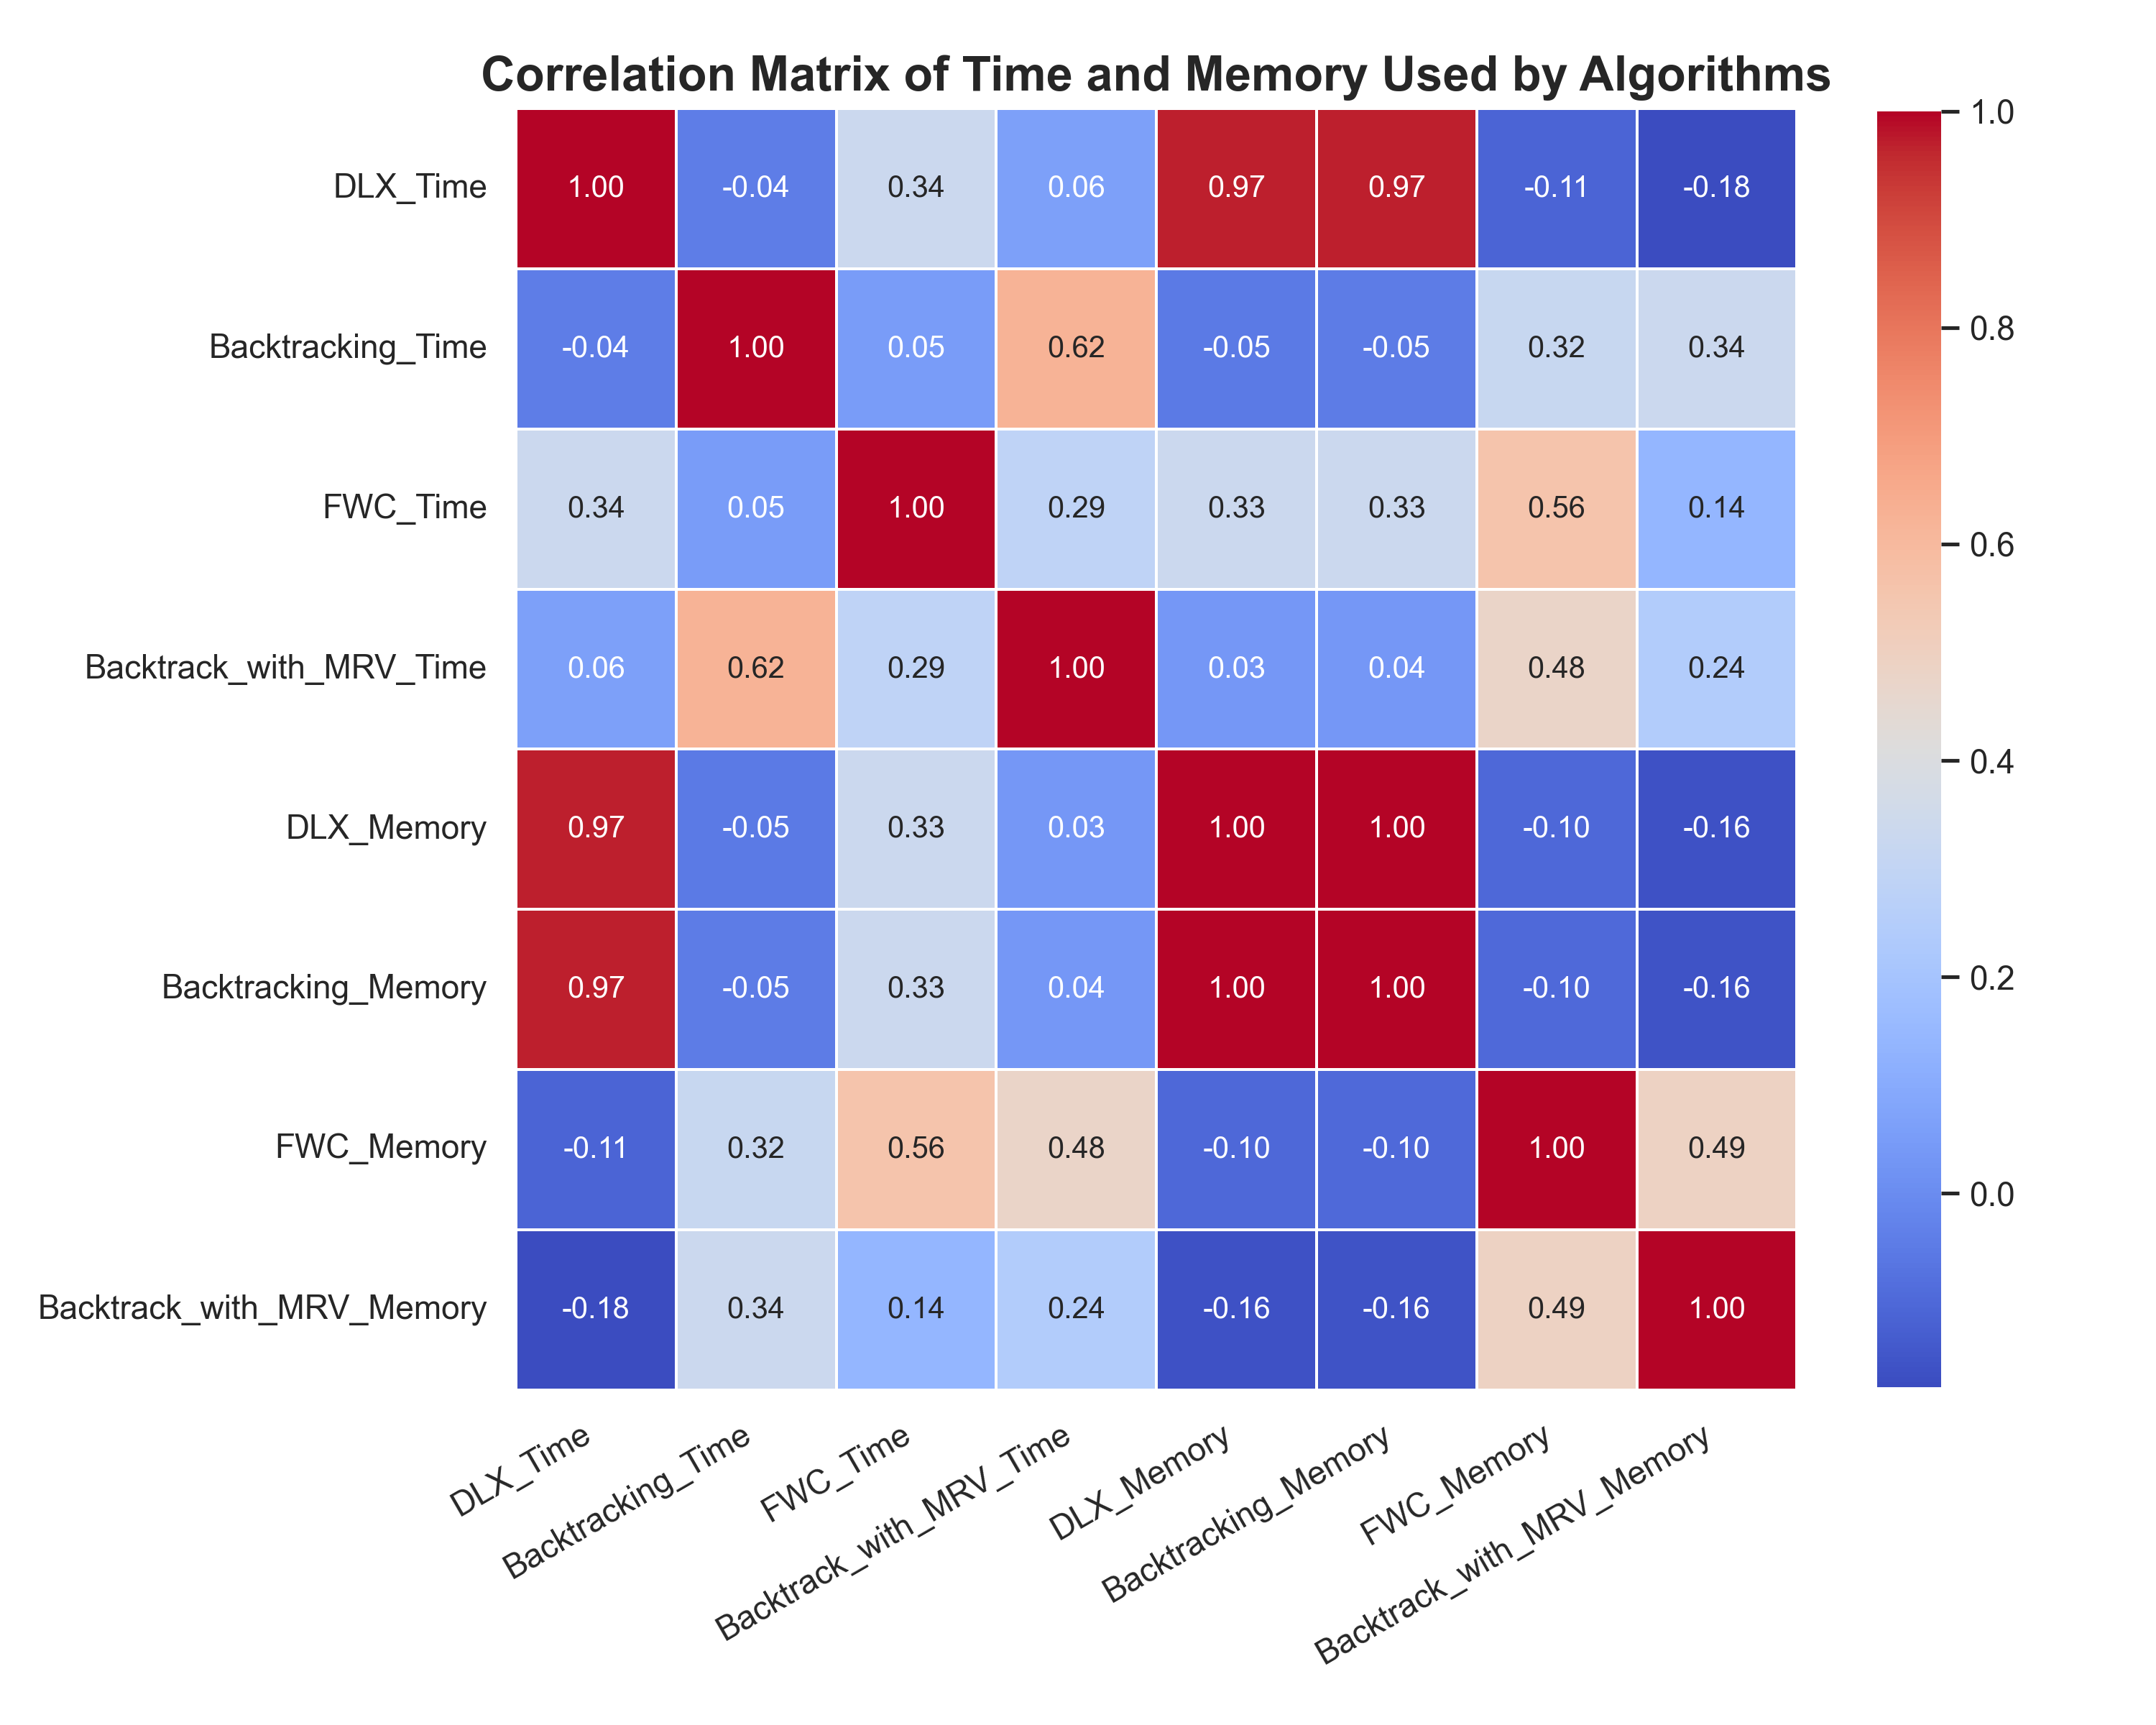 Correlation Matrix of Time and Memory Used by Algorithms
DLX_Time 1.00 -0.04 0.34 0.06 0.97 0.97 -0.11 -0.18
Backtracking_Time -0.04 1.00 0.05 0.62 -0.05 -0.05 0.32 0.34
FWC_Time 0.34 0.05 1.00 0.29 0.33 0.33 0.56 0.14
Backtrack_with_MRV_Time 0.06 0.62 0.29 1.00 0.03 0.04 0.48 0.24
DLX_Memory 0.97 -0.05 0.33 0.03 1.00 1.00 -0.10 -0.16
Backtracking_Memory 0.97 -0.05 0.33 0.04 1.00 1.00 -0.10 -0.16
FWC_Memory -0.11 0.32 0.56 0.48 -0.10 -0.10 1.00 0.49
Backtrack_with_MRV_Memory -0.18 0.34 0.14 0.24 -0.16 -0.16 0.49 1.00
DLX_Time
Backtracking_Time
FWC_Time
Backtrack_with_MRV_Time
DLX_Memory
Backtracking_Memory
FWC_Memory
Backtrack_with_MRV_Memory
1.0
0.8
0.6
0.4
0.2
0.0